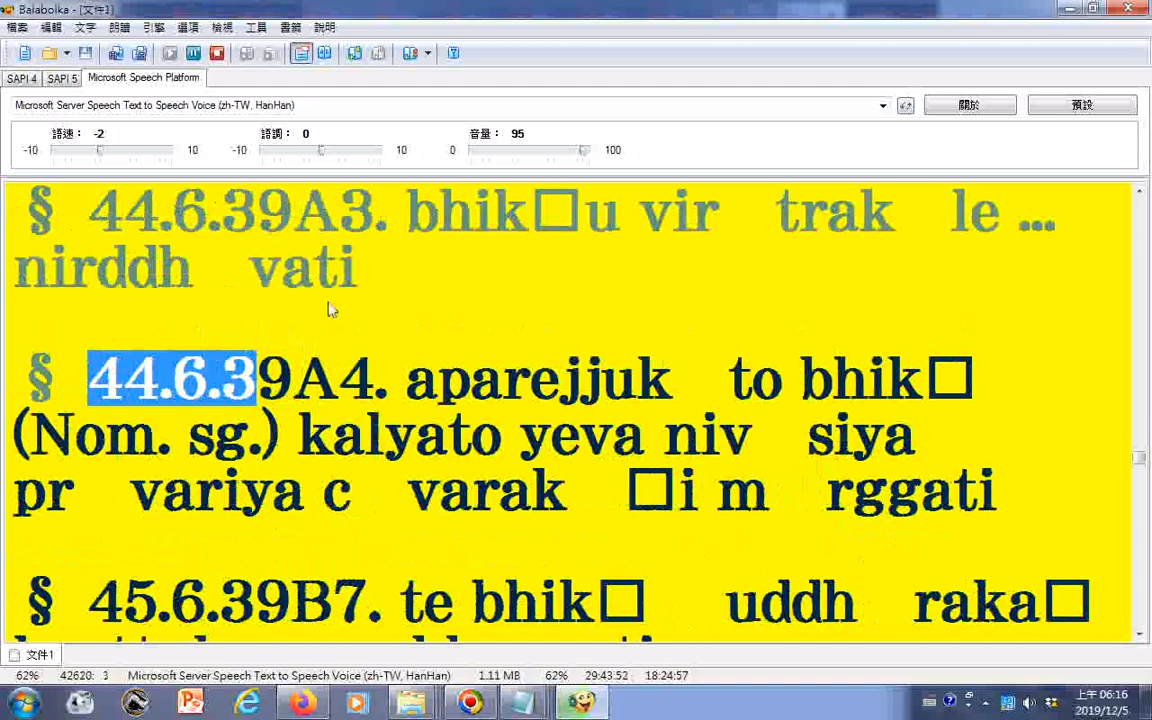 Balabolka - [文件1]
檔案 編輯 文字 朗讀 引擎 選項 檢視 工具 書籤 說明
SAPI 4 SAPI 5 Microsoft Speech Platform
Microsoft Server Speech Text to Speech Voice (zh-TW, HanHan) 關於 預設
語速： -2 語調： 0 音量： 95
-10 10 -10 10 0 100
§ 44.6.39A3. bhik□u vir trak le ...
nirddh vati
§ 44.6.39A4. aparejjuk to bhik□
(Nom. sg.) kalyato yeva niv siya
pr variya c varak □i m rggati
§ 45.6.39B7. te bhik□ uddh raka□
文件1
62% 42620: 3 Microsoft Server Speech Text to Speech Voice (zh-TW, HanHan) 1.11 MB 62% 29:43:52 18:24:57
上午 06:16
2019/12/5